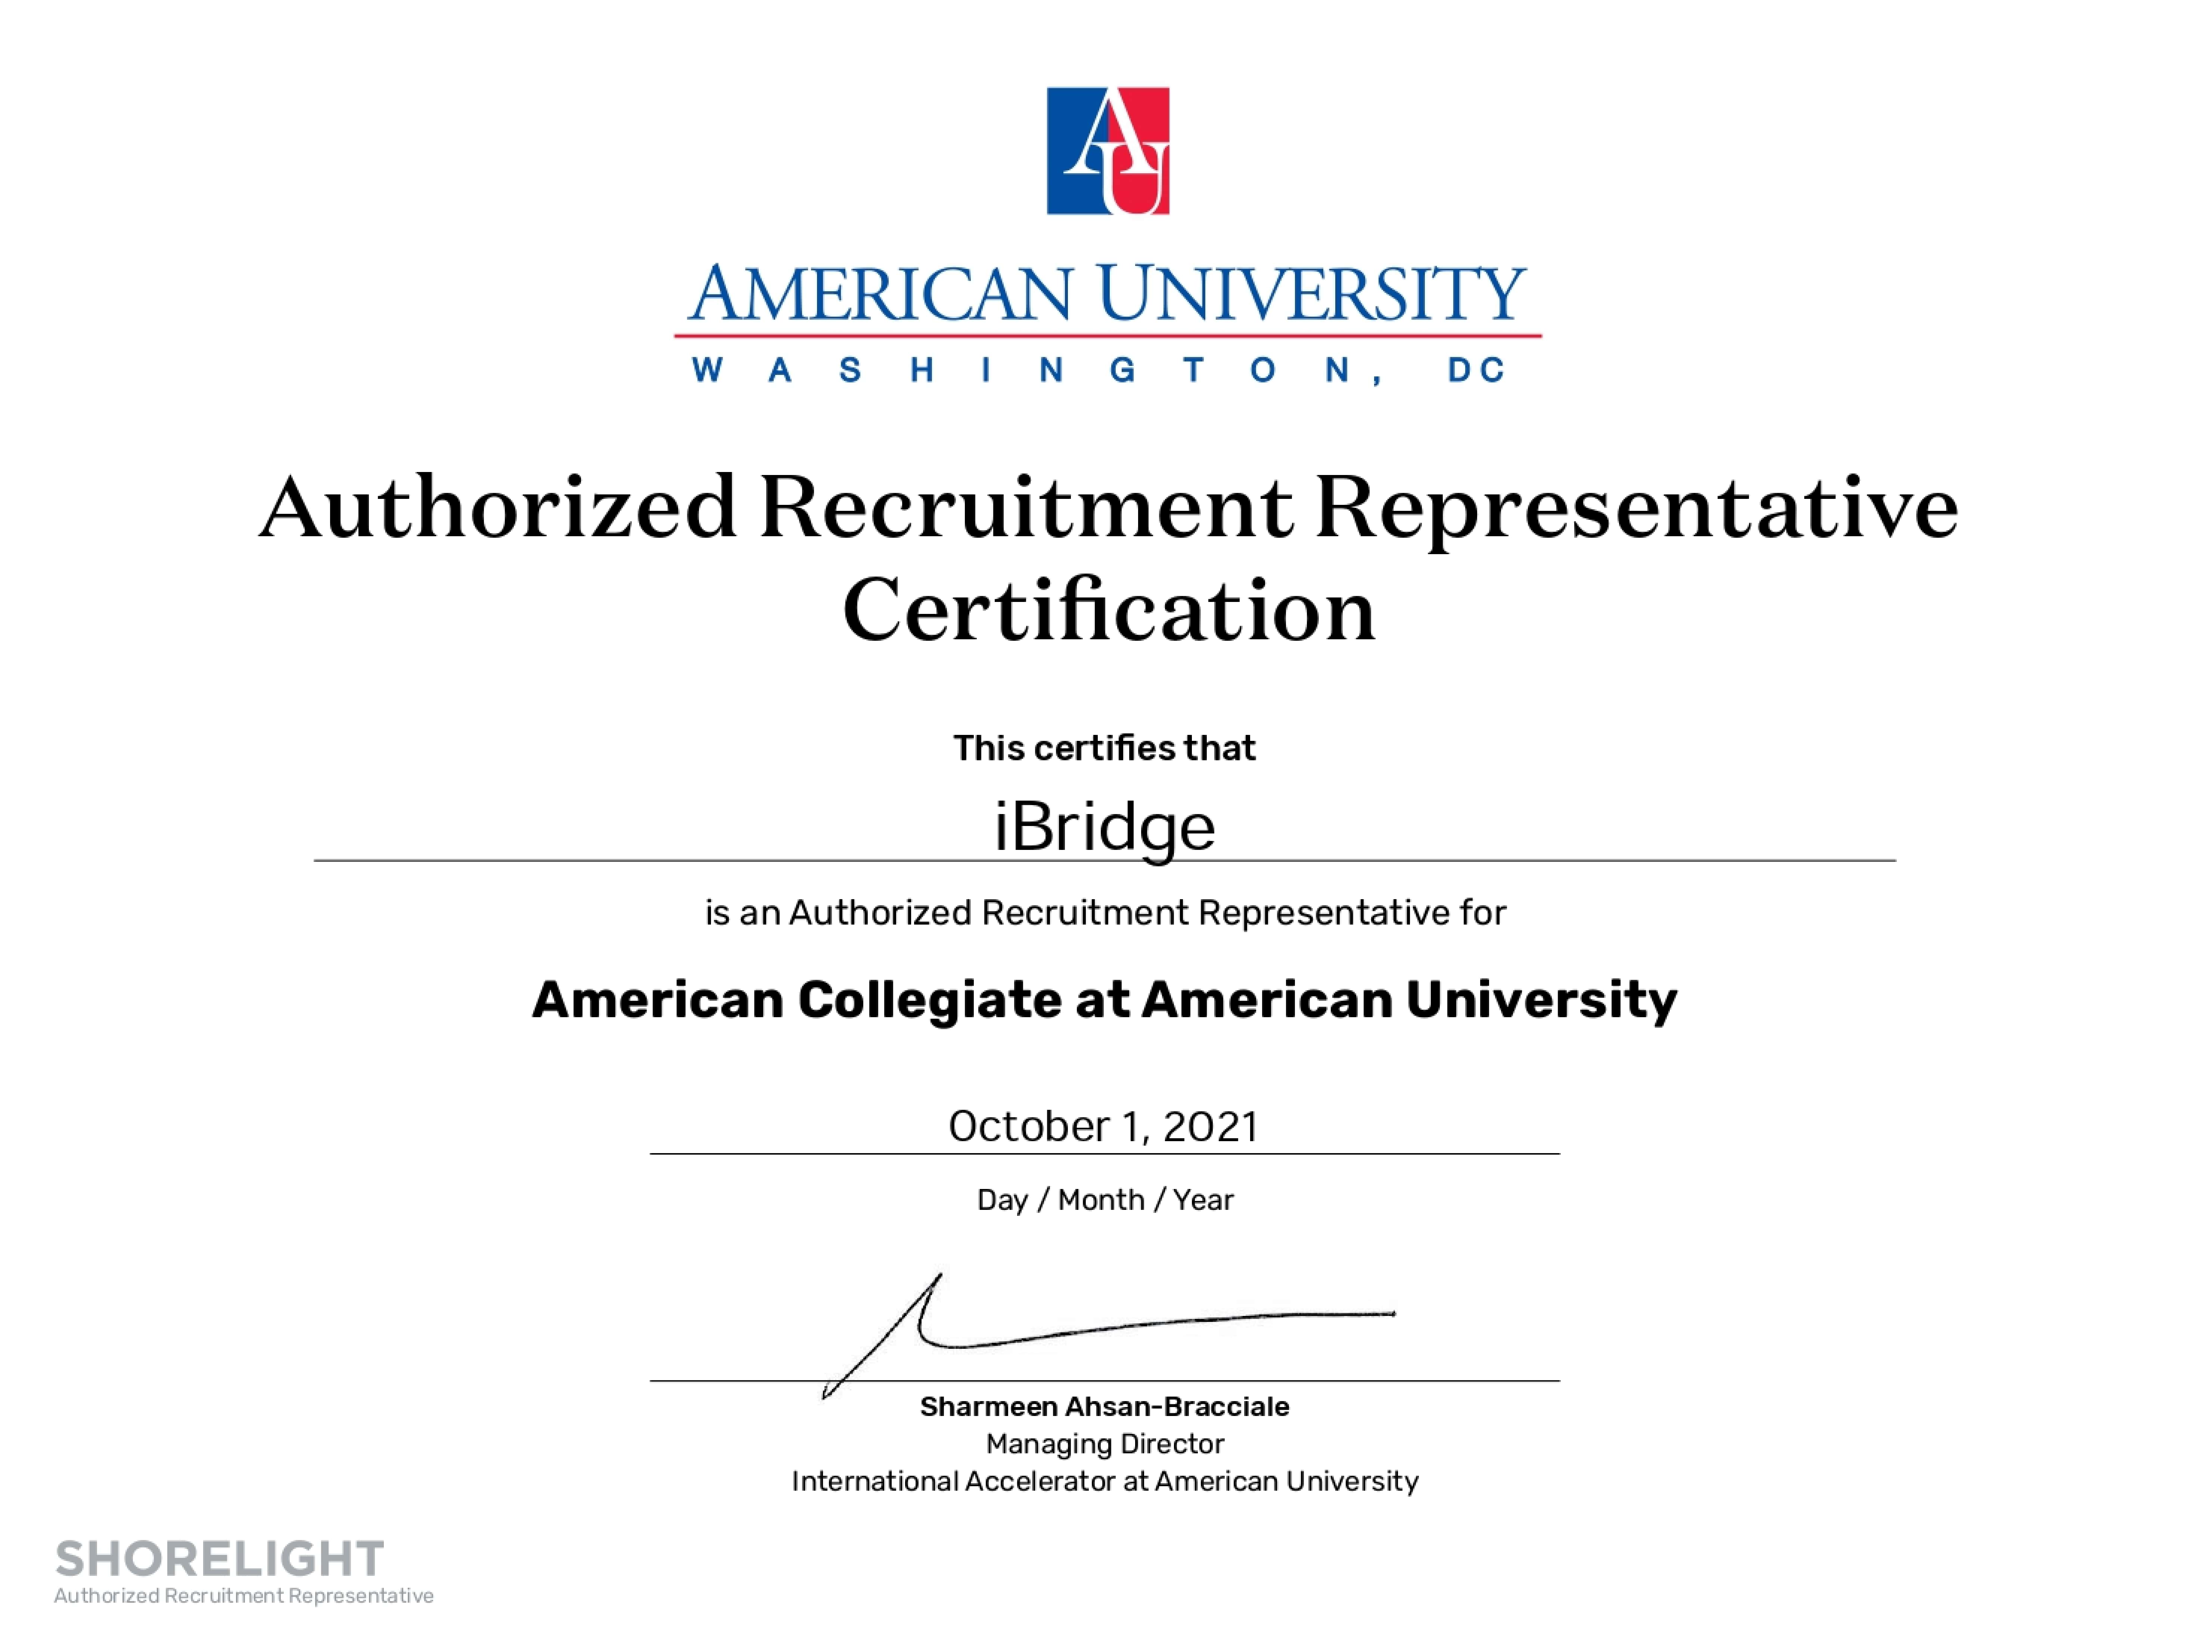 AU
AMERICAN UNIVERSITY
WASHINGTON, DC
Authorized Recruitment Representative
Certification
This certifies that
iBridge
is an Authorized Recruitment Representative for
American Collegiate at American University
October 1, 2021
Day / Month / Year
Sharmeen Ahsan-Bracciale
Managing Director
International Accelerator at American University
SHORELIGHT
Authorized Recruitment Representative